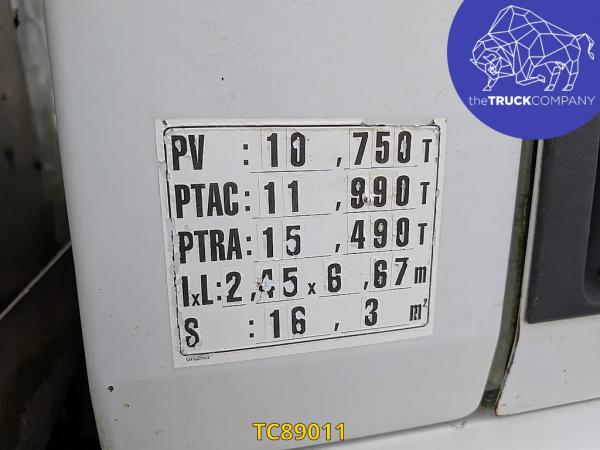 theTRUCKCOMPANY
PV : 10 ,750 T
PTAC: 11 ,990 T
PTRA: 15 ,490 T
lxL: 2,45 x 6 ,67 m
S : 16 , 3 m²
Graphov
TC89011